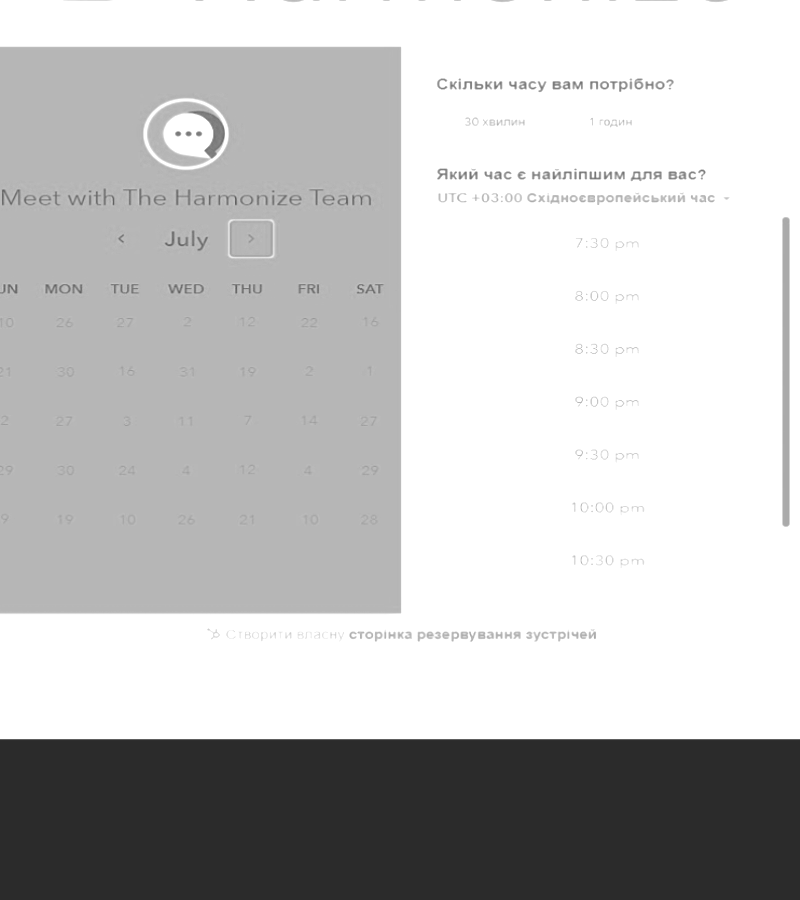 Meet with The Harmonize Team
July
MON TUE WED THU FRI SAT
10 26 27 2 12 22 16
21 30 16 31 19 2 1
2 27 3 11 7 14 27
29 30 24 4 12 4 29
9 19 10 26 21 10 28
Скільки часу вам потрібно?
30 хвилин 1 годин
Який час є найліпшим для вас?
UTC +03:00 Східноєвропейський час
7:30 pm
8:00 pm
8:30 pm
9:00 pm
9:30 pm
10:00 pm
10:30 pm
Створити власну сторінка резервування зустрічей